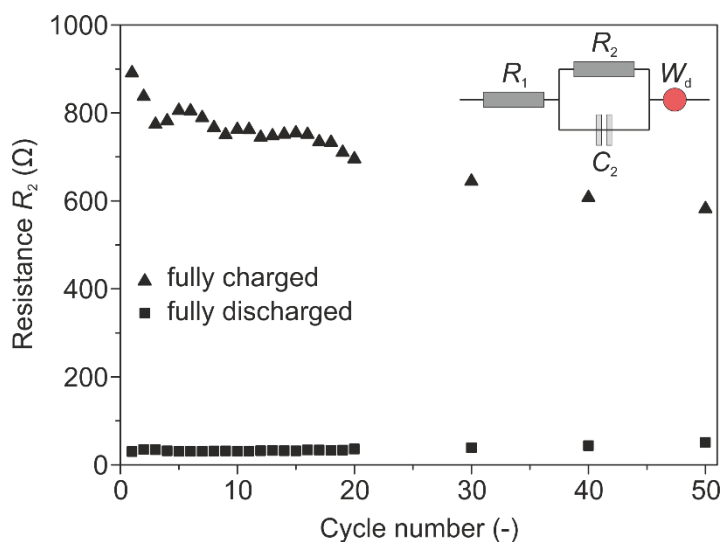 1000
800
600
400
200
0
Resistance R₂ (Ω)
R₁
R₂
C₂
W_d
fully charged
fully discharged
0
10
20
30
40
50
Cycle number (-)